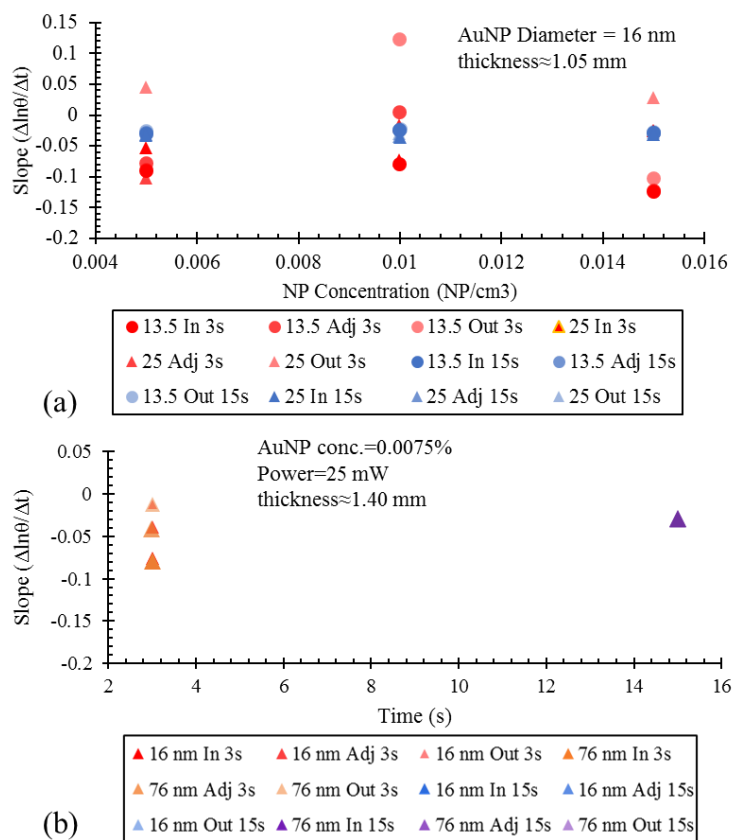 0.15
AuNP Diameter = 16 nm
0.1
thickness≈1.05 mm
0.05
0
-0.05
-0.1
-0.15
-0.2
Slope (Δlnθ/Δt)
0.004 0.006 0.008 0.01 0.012 0.014 0.016
NP Concentration (NP/cm3)
13.5 In 3s 13.5 Adj 3s 13.5 Out 3s 25 In 3s
25 Adj 3s 25 Out 3s 13.5 In 15s 13.5 Adj 15s
13.5 Out 15s 25 In 15s 25 Adj 15s 25 Out 15s
(a)
AuNP conc.=0.0075%
Power=25 mW
thickness≈1.40 mm
0.05
0
-0.05
-0.1
-0.15
-0.2
Slope (Δlnθ/Δt)
2 4 6 8 10 12 14 16
Time (s)
16 nm In 3s 16 nm Adj 3s 16 nm Out 3s 76 nm In 3s
76 nm Adj 3s 76 nm Out 3s 16 nm In 15s 16 nm Adj 15s
16 nm Out 15s 76 nm In 15s 76 nm Adj 15s 76 nm Out 15s
(b)